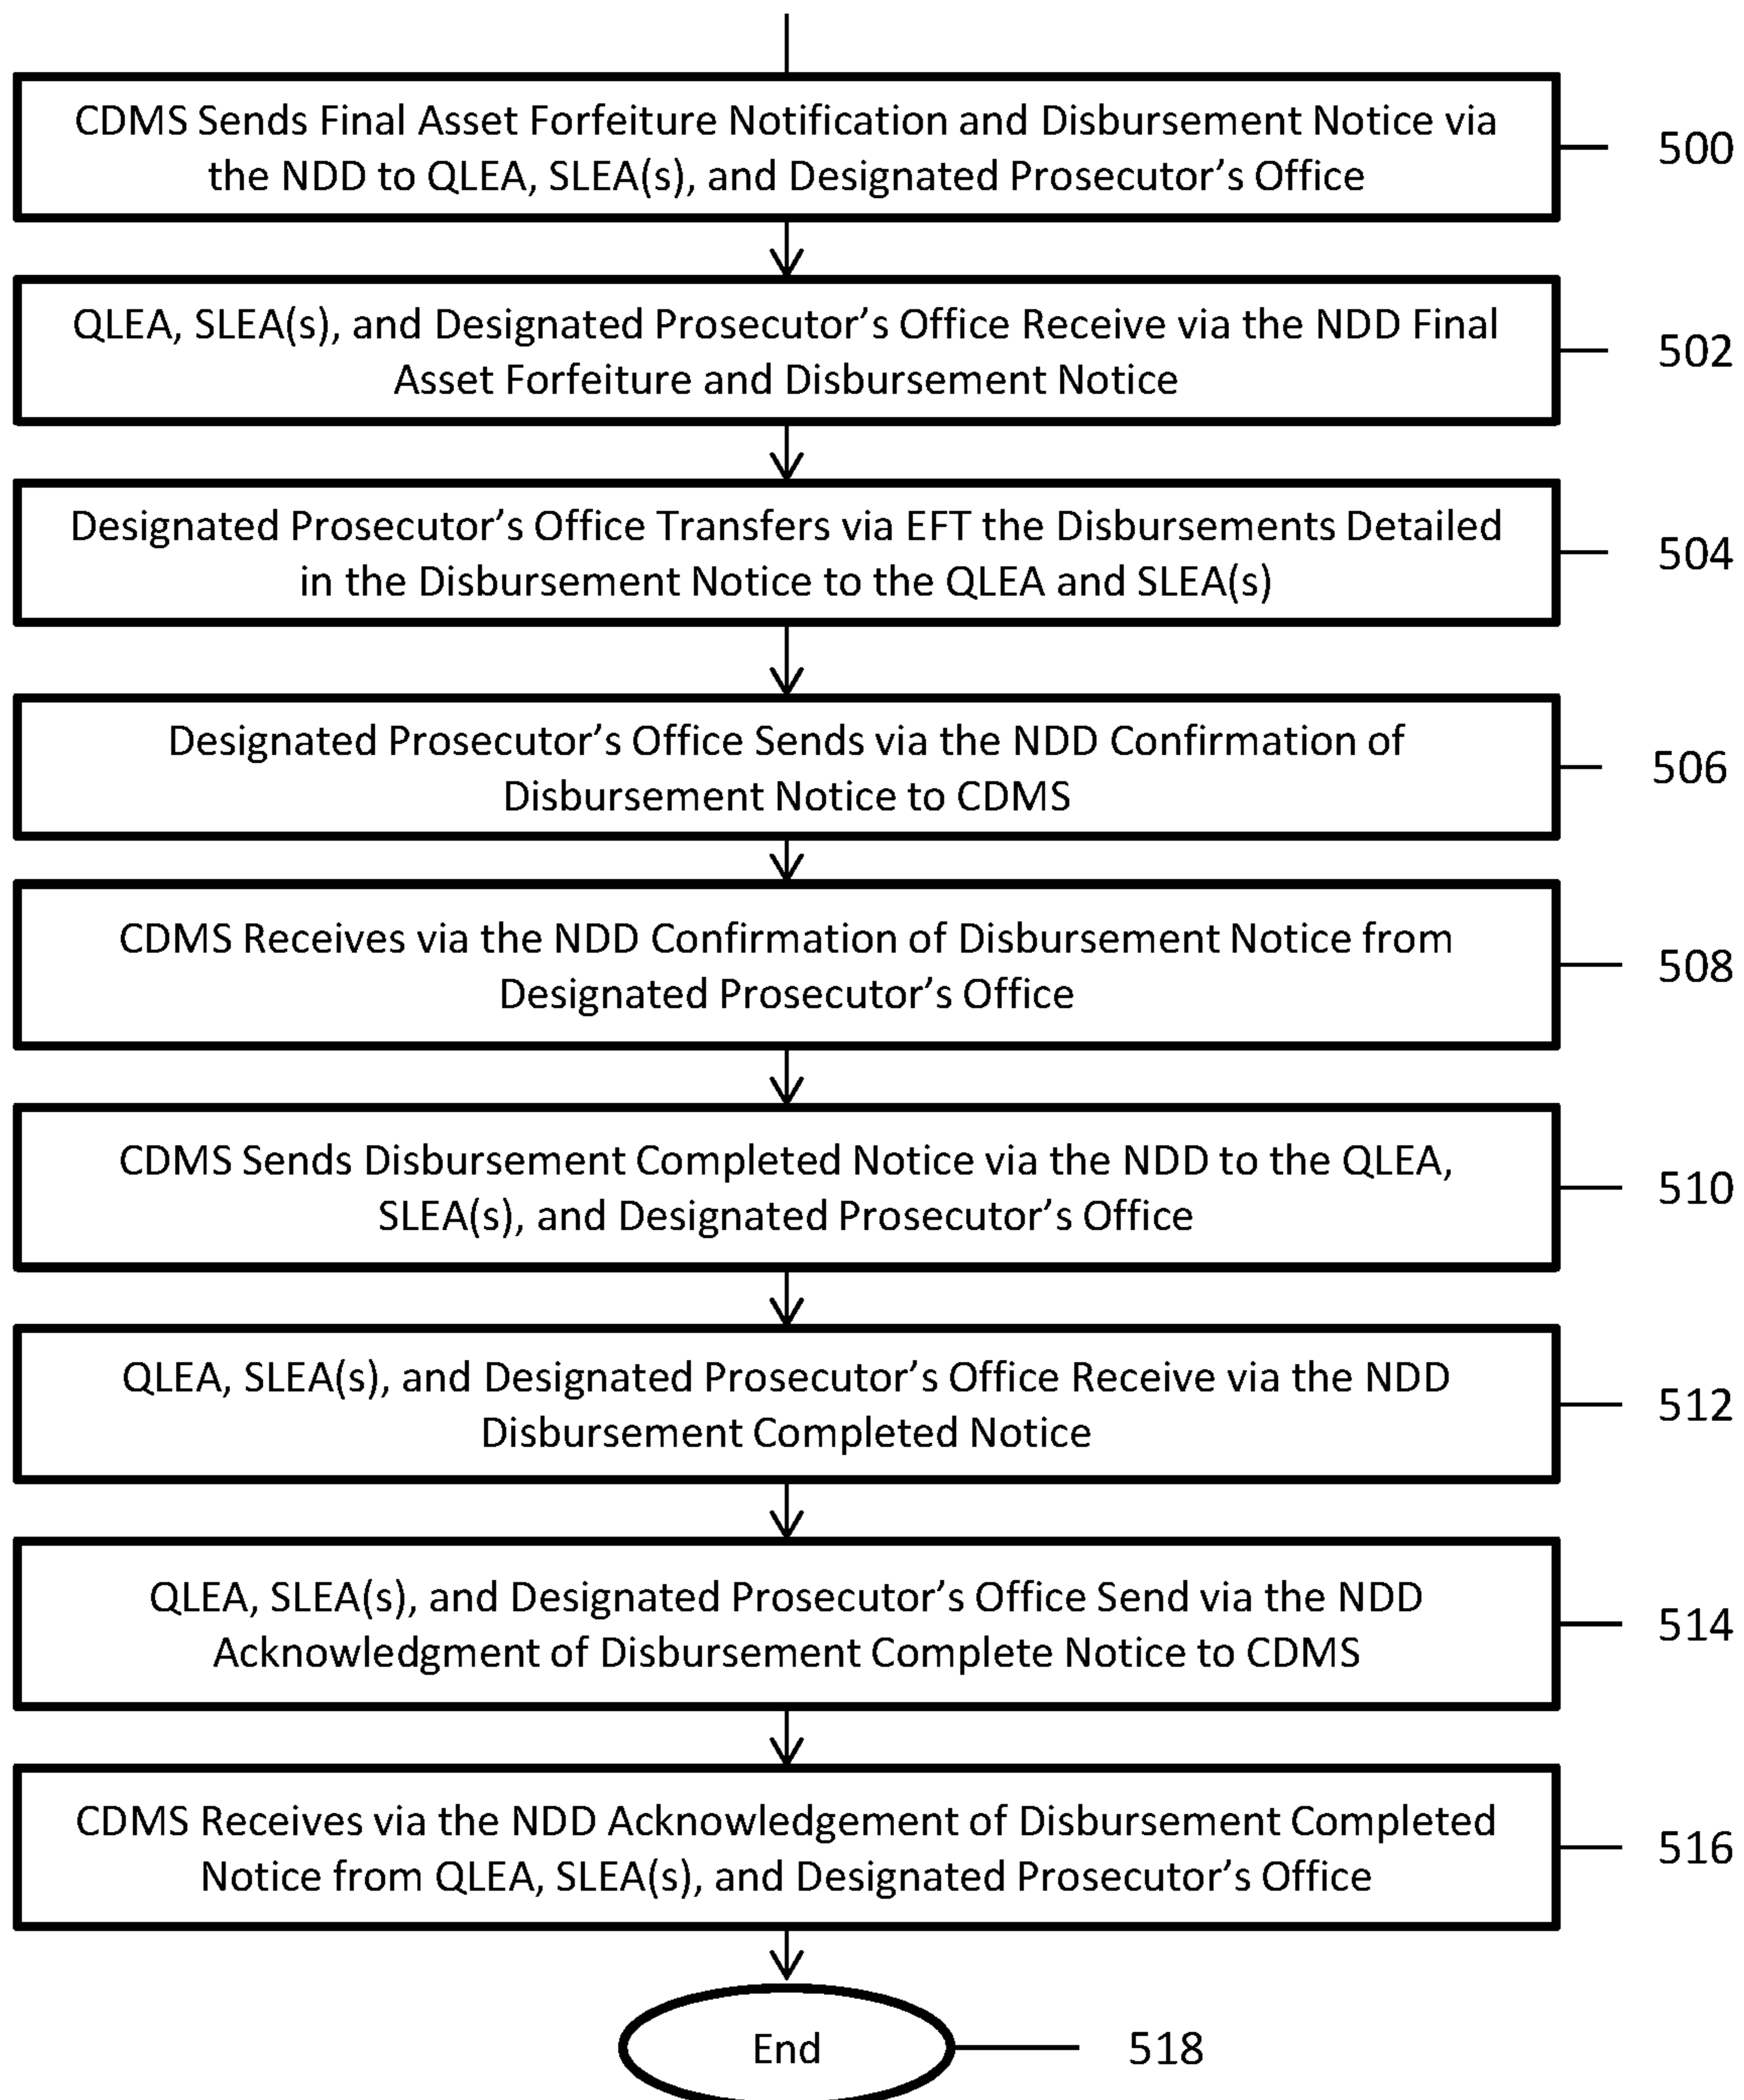 CDMS Sends Final Asset Forfeiture Notification and Disbursement Notice via
the NDD to QLEA, SLEA(s), and Designated Prosecutor’s Office
500
QLEA, SLEA(s), and Designated Prosecutor’s Office Receive via the NDD Final
Asset Forfeiture and Disbursement Notice
502
Designated Prosecutor’s Office Transfers via EFT the Disbursements Detailed
in the Disbursement Notice to the QLEA and SLEA(s)
504
Designated Prosecutor’s Office Sends via the NDD Confirmation of
Disbursement Notice to CDMS
506
CDMS Receives via the NDD Confirmation of Disbursement Notice from
Designated Prosecutor’s Office
508
CDMS Sends Disbursement Completed Notice via the NDD to the QLEA,
SLEA(s), and Designated Prosecutor’s Office
510
QLEA, SLEA(s), and Designated Prosecutor’s Office Receive via the NDD
Disbursement Completed Notice
512
QLEA, SLEA(s), and Designated Prosecutor’s Office Send via the NDD
Acknowledgment of Disbursement Complete Notice to CDMS
514
CDMS Receives via the NDD Acknowledgement of Disbursement Completed
Notice from QLEA, SLEA(s), and Designated Prosecutor’s Office
516
End
518